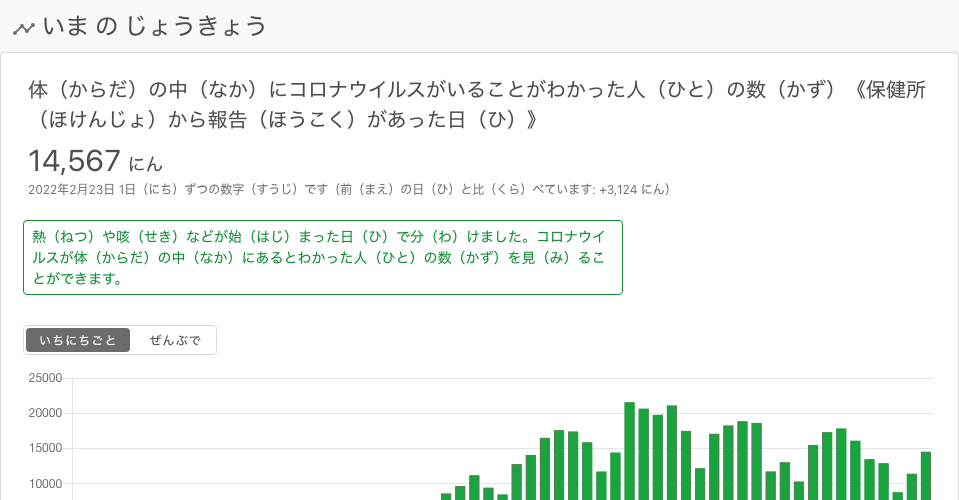 いま の じょうきょう
体（からだ）の中（なか）にコロナウイルスがいることがわかった人（ひと）の数（かず）《保健所
（ほけんじょ）から報告（ほうこく）があった日（ひ）》
14,567 にん
2022年2月23日 1日（にち）ずつの数字（すうじ）です（前（まえ）の日（ひ）と比（くら）べています: +3,124 にん）
熱（ねつ）や咳（せき）などが始（はじ）まった日（ひ）で分（わ）けました。コロナウイ
ルスが体（からだ）の中（なか）にあるとわかった人（ひと）の数（かず）を見（み）るこ
とができます。
いちにちごと ぜんぶで
25000
20000
15000
10000